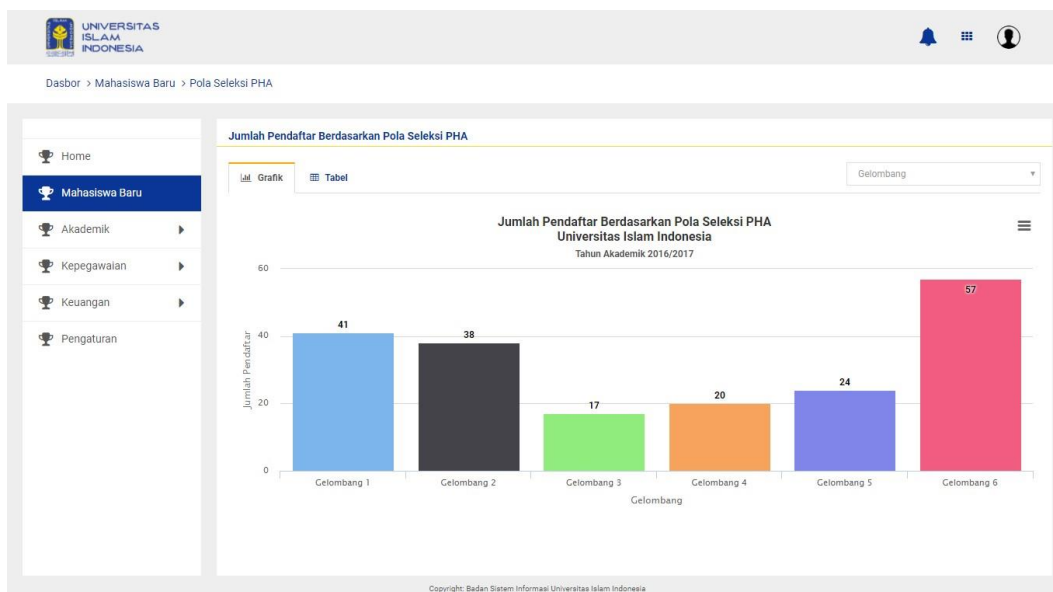 UNIVERSITAS
ISLAM
INDONESIA
Dasbor > Mahasiswa Baru > Pola Seleksi PHA
Home
Mahasiswa Baru
Akademik
Kepegawaian
Keuangan
Pengaturan
Jumlah Pendaftar Berdasarkan Pola Seleksi PHA
Grafik Tabel
Gelombang
Jumlah Pendaftar Berdasarkan Pola Seleksi PHA
Universitas Islam Indonesia
Tahun Akademik 2016/2017
Jumlah Pendaftar
60
40
20
0
41
38
17
20
24
57
Gelombang 1 Gelombang 2 Gelombang 3 Gelombang 4 Gelombang 5 Gelombang 6
Gelombang
Copyright: Badan Sistem Informasi Universitas Islam Indonesia